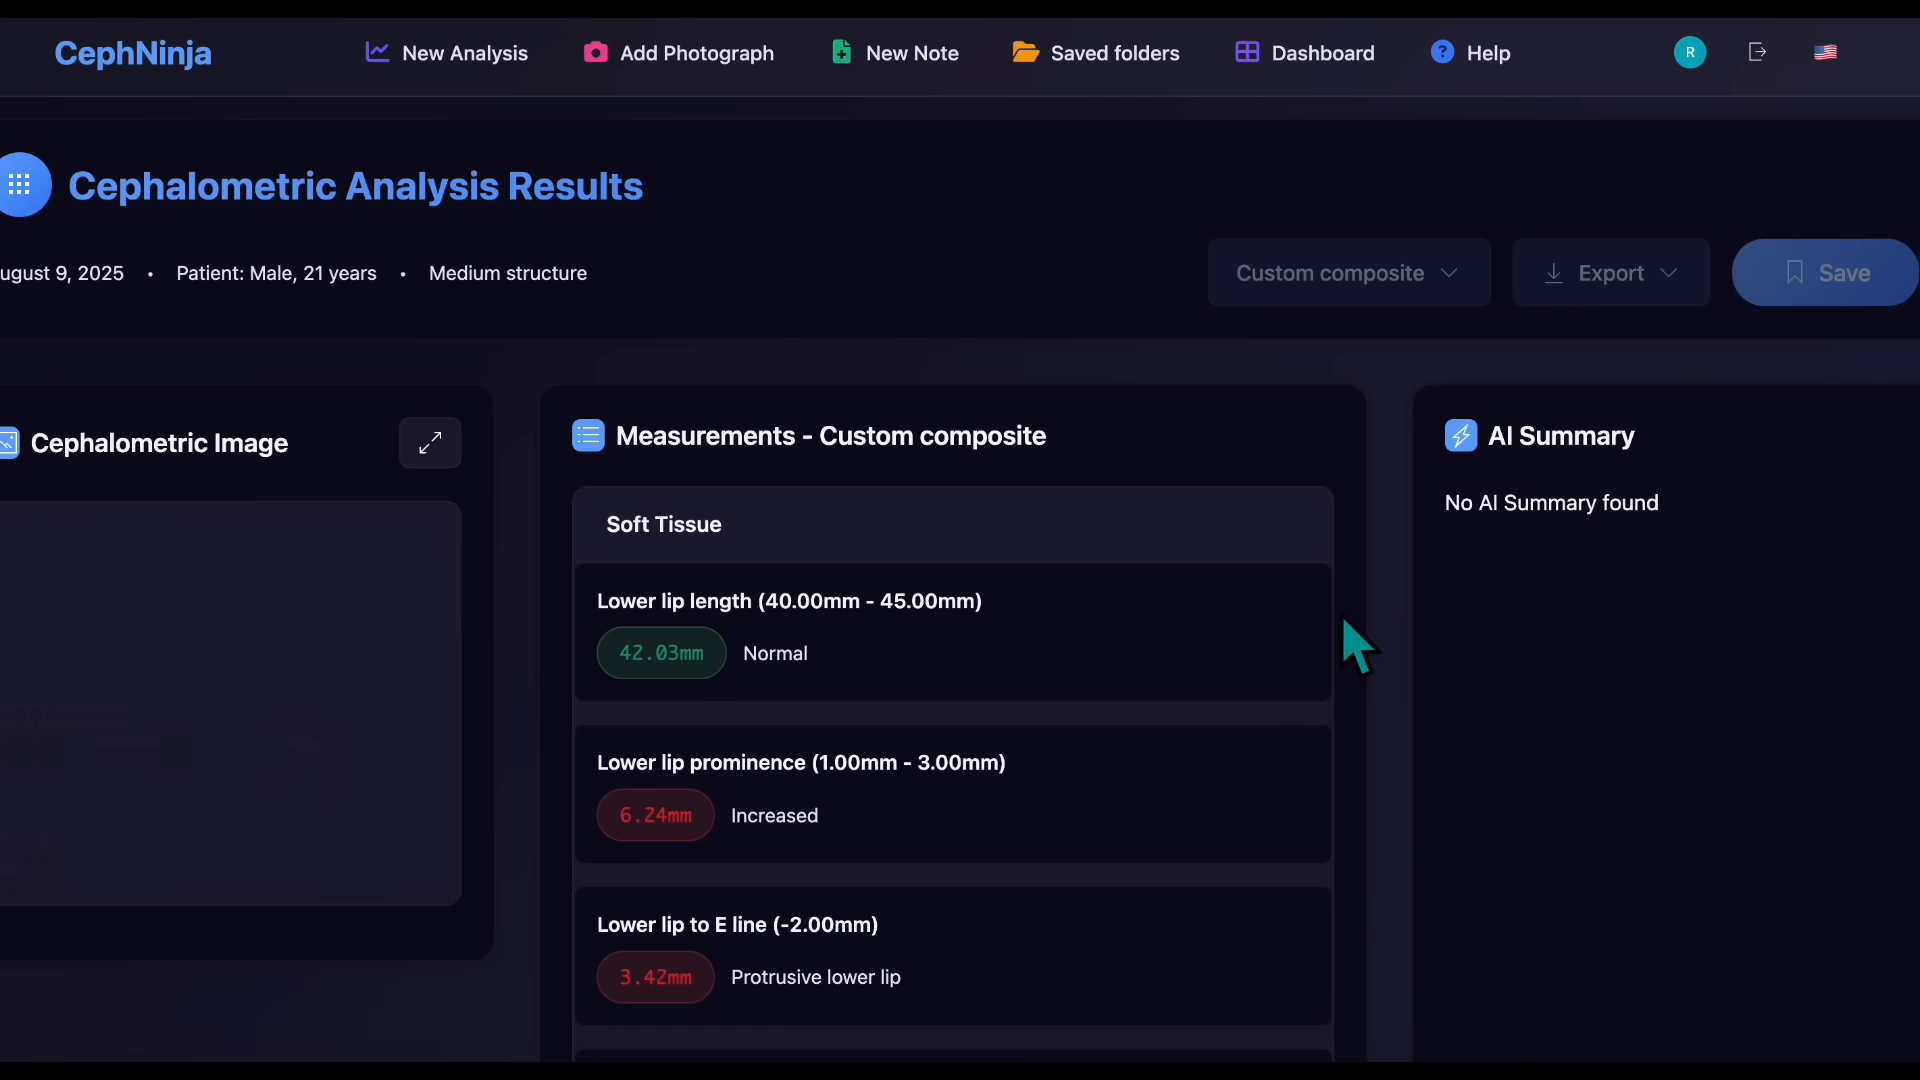 CephNinja
New Analysis
Add Photograph
New Note
Saved folders
Dashboard
? Help
R
Cephalometric Analysis Results
ugust 9, 2025 • Patient: Male, 21 years • Medium structure
Custom composite
Export
Save
Cephalometric Image
Measurements - Custom composite
Soft Tissue
Lower lip length (40.00mm - 45.00mm)
42.03mm Normal
Lower lip prominence (1.00mm - 3.00mm)
6.24mm Increased
Lower lip to E line (-2.00mm)
3.42mm Protrusive lower lip
AI Summary
No AI Summary found